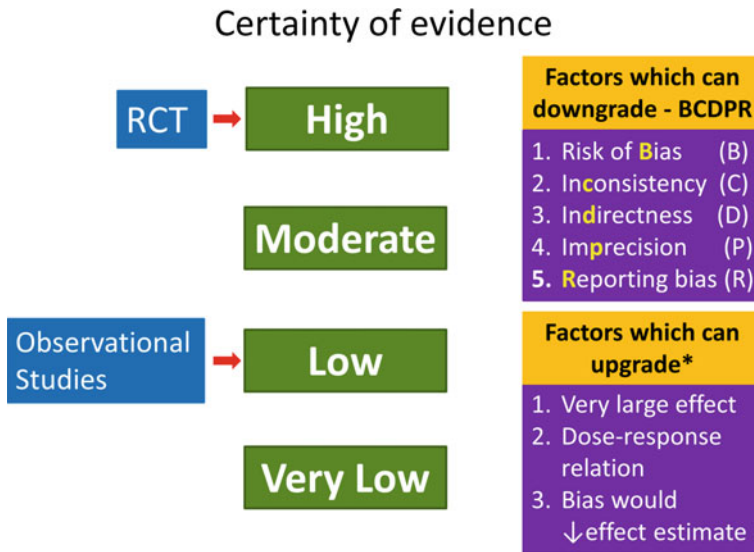 Certainty of evidence
RCT
High
Moderate
Observational
Studies
Low
Very Low
Factors which can
downgrade - BCDPR
1. Risk of Bias (B)
2. Inconsistency (C)
3. Indirectness (D)
4. Imprecision (P)
5. Reporting bias (R)
Factors which can
upgrade*
1. Very large effect
2. Dose-response
relation
3. Bias would
↓effect estimate